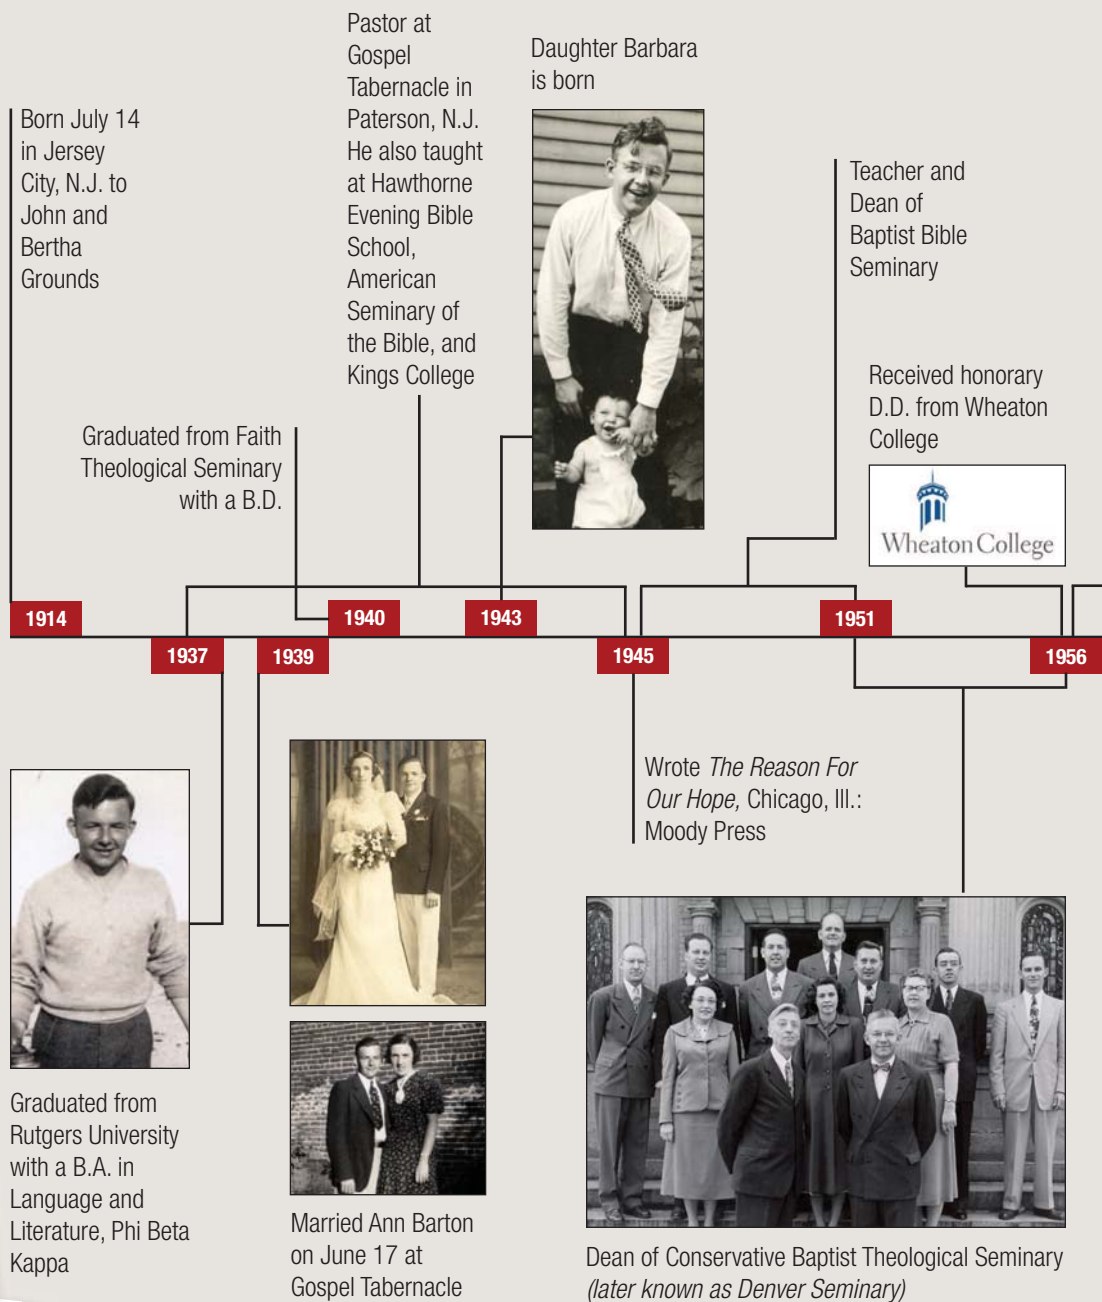 Born July 14
in Jersey
City, N.J. to
John and
Bertha
Grounds
Graduated from Faith
Theological Seminary
with a B.D.
Pastor at
Gospel
Tabernacle in
Paterson, N.J.
He also taught
at Hawthorne
Evening Bible
School,
American
Seminary of
the Bible, and
Kings College
Daughter Barbara
is born
Teacher and
Dean of
Baptist Bible
Seminary
Received honorary
D.D. from Wheaton
College
Wheaton College
1914
1937
1939
1940
1943
1945
1951
1956
Graduated from
Rutgers University
with a B.A. in
Language and
Literature, Phi Beta
Kappa
Married Ann Barton
on June 17 at
Gospel Tabernacle
Wrote The Reason For
Our Hope, Chicago, Ill.:
Moody Press
Dean of Conservative Baptist Theological Seminary
(later known as Denver Seminary)